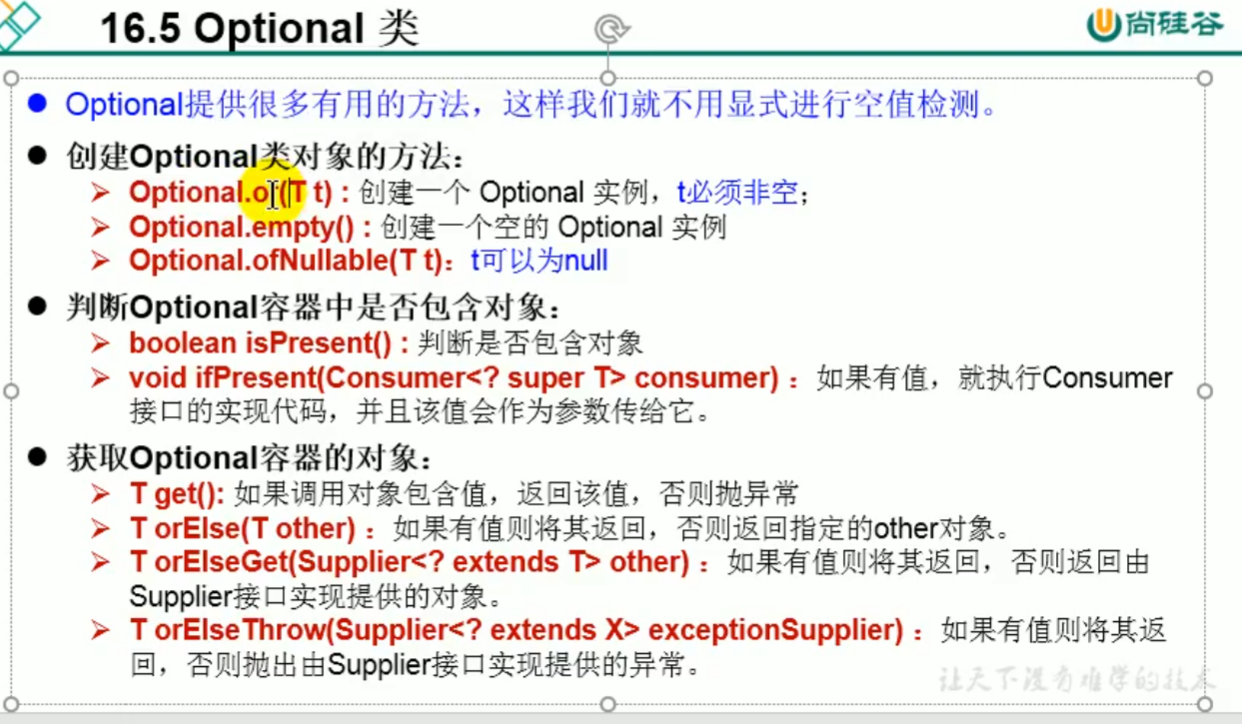 16.5 Optional 类
尚硅谷
Optional提供很多有用的方法，这样我们就不用显式进行空值检测。
创建Optional类对象的方法：
Optional.of(T t) : 创建一个 Optional 实例，t必须非空；
Optional.empty() : 创建一个空的 Optional 实例
Optional.ofNullable(T t)：t可以为null
判断Optional容器中是否包含对象：
boolean isPresent() : 判断是否包含对象
void ifPresent(Consumer<? super T> consumer) ：如果有值，就执行Consumer
接口的实现代码，并且该值会作为参数传给它。
获取Optional容器的对象：
T get(): 如果调用对象包含值，返回该值，否则抛异常
T orElse(T other) ：如果有值则将其返回，否则返回指定的other对象。
T orElseGet(Supplier<? extends T> other) ：如果有值则将其返回，否则返回由
Supplier接口实现提供的对象。
T orElseThrow(Supplier<? extends X> exceptionSupplier) ：如果有值则将其返
回，否则抛出由Supplier接口实现提供的异常。
让天下没有难学的技术